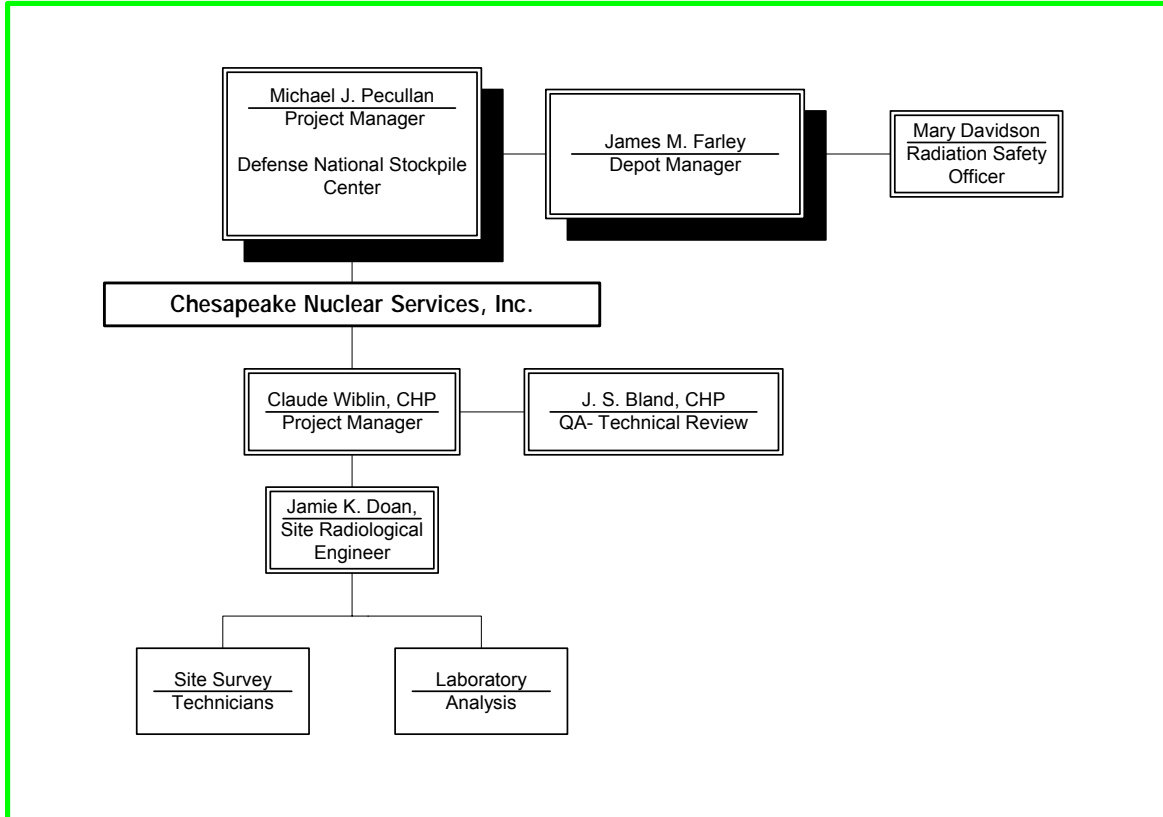 Michael J. Pecullan
Project Manager
Defense National Stockpile
Center
James M. Farley
Depot Manager
Mary Davidson
Radiation Safety
Officer
Chesapeake Nuclear Services, Inc.
Claude Wiblin, CHP
Project Manager
J. S. Bland, CHP
QA- Technical Review
Jamie K. Doan,
Site Radiological
Engineer
Site Survey
Technicians
Laboratory
Analysis